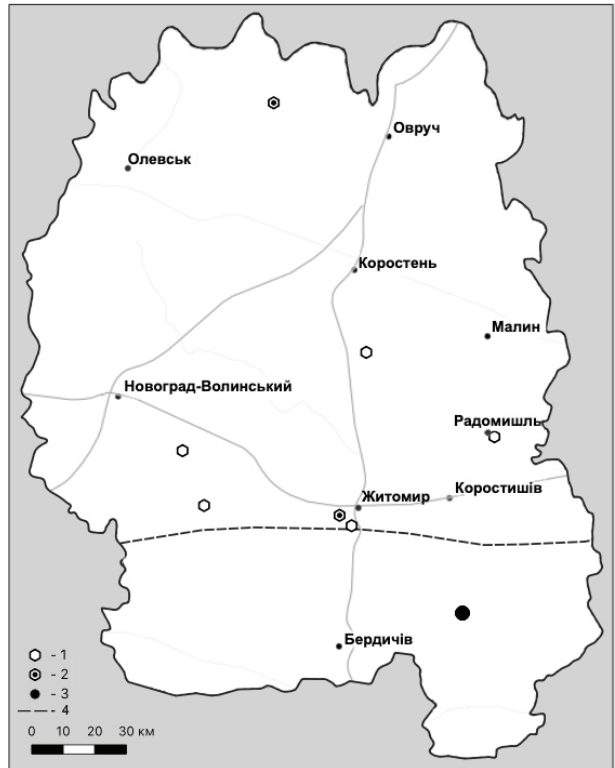 Овруч
Олевськ
Коростень
Малин
Новоград-Волинський
Радомишль
Коростишів
Житомир
Бердичів
- 1
- 2
- 3
- 4
0 10 20 30 км